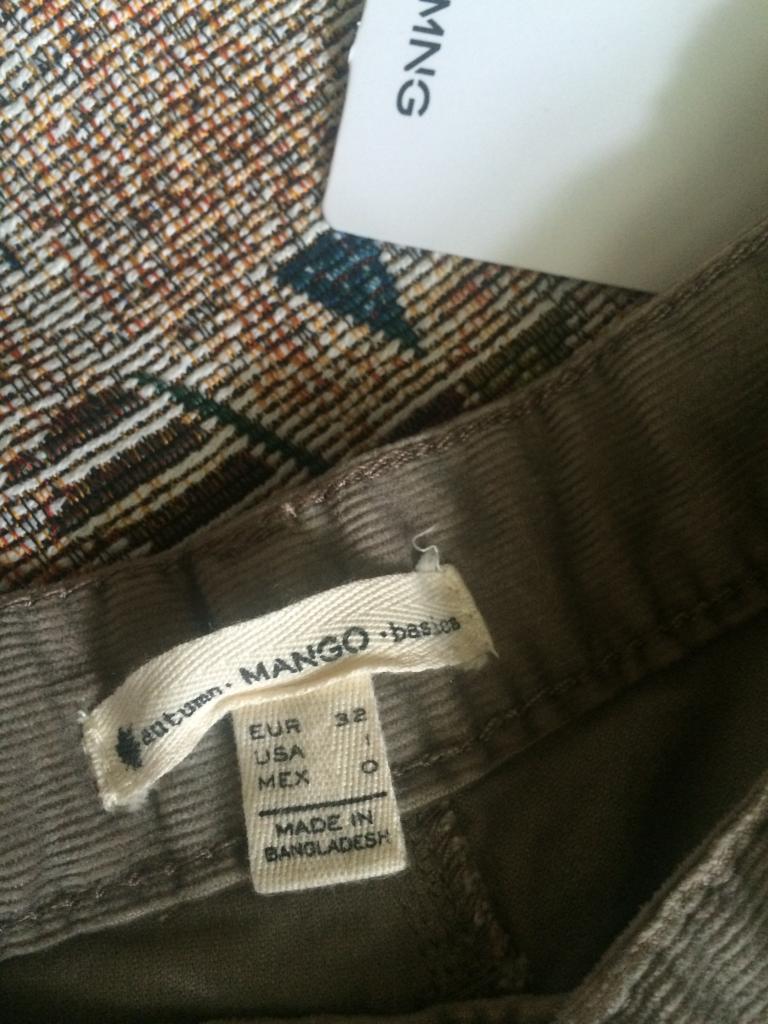 MNG
autumn · MANGO · basics
EUR 32
USA 1
MEX 0
MADE IN
BANGLADESH